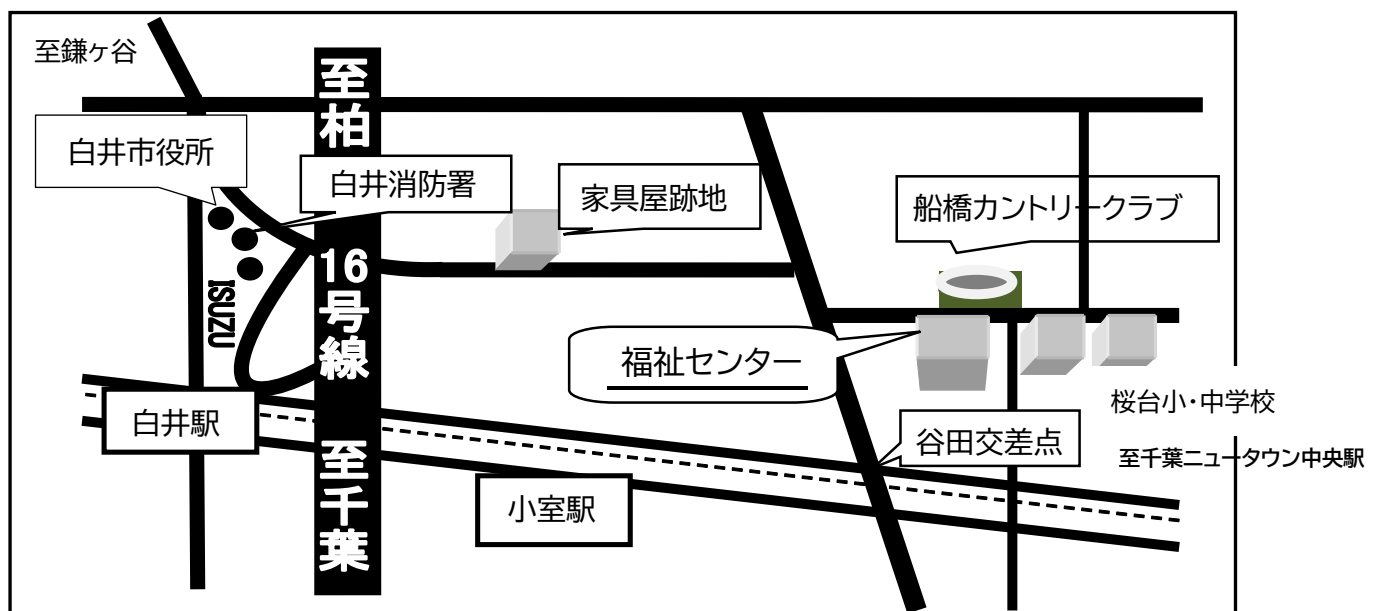 至鎌ヶ谷
至柏
白井市役所
白井消防署
家具屋跡地
船橋カントリークラブ
16号線
ISUZU
福祉センター
桜台小・中学校
白井駅
谷田交差点
至千葉ニュータウン中央駅
至千葉
小室駅